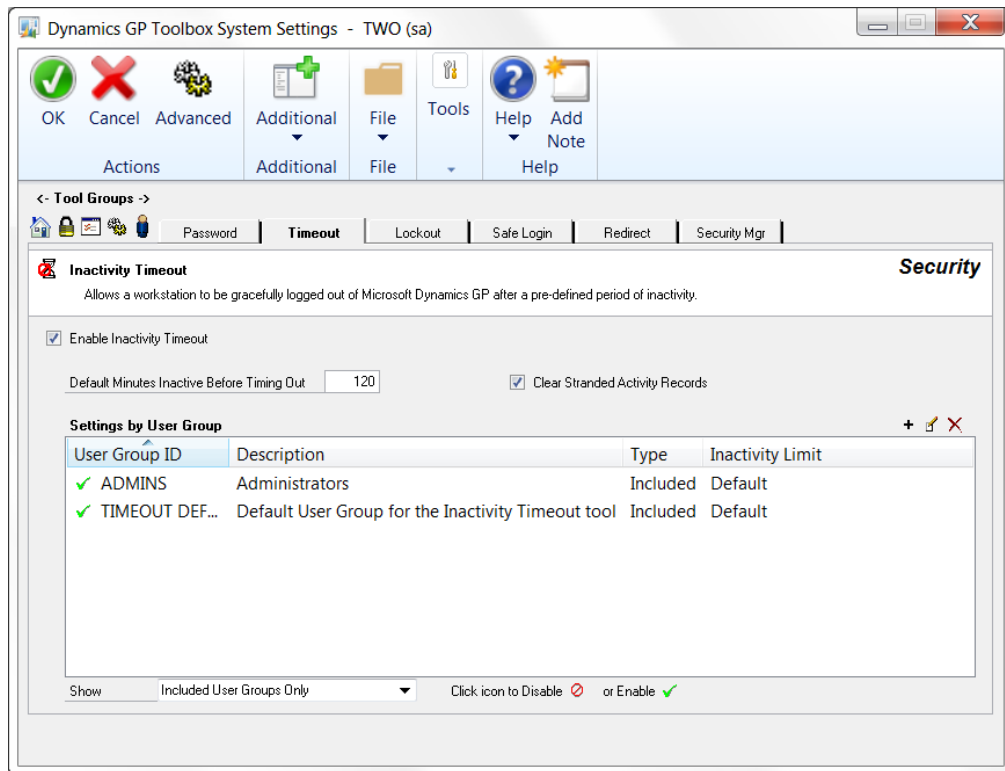 Dynamics GP Toolbox System Settings - TWO (sa)
OK Cancel Advanced Additional File Tools Help Add Note
Actions Additional File Help
<- Tool Groups ->
Password Timeout Lockout Safe Login Redirect Security Mgr
Inactivity Timeout Security
Allows a workstation to be gracefully logged out of Microsoft Dynamics GP after a pre-defined period of inactivity.
Enable Inactivity Timeout
Default Minutes Inactive Before Timing Out 120 Clear Stranded Activity Records
Settings by User Group
User Group ID Description Type Inactivity Limit
ADMINS Administrators Included Default
TIMEOUT DEF... Default User Group for the Inactivity Timeout tool Included Default
Show Included User Groups Only Click icon to Disable or Enable